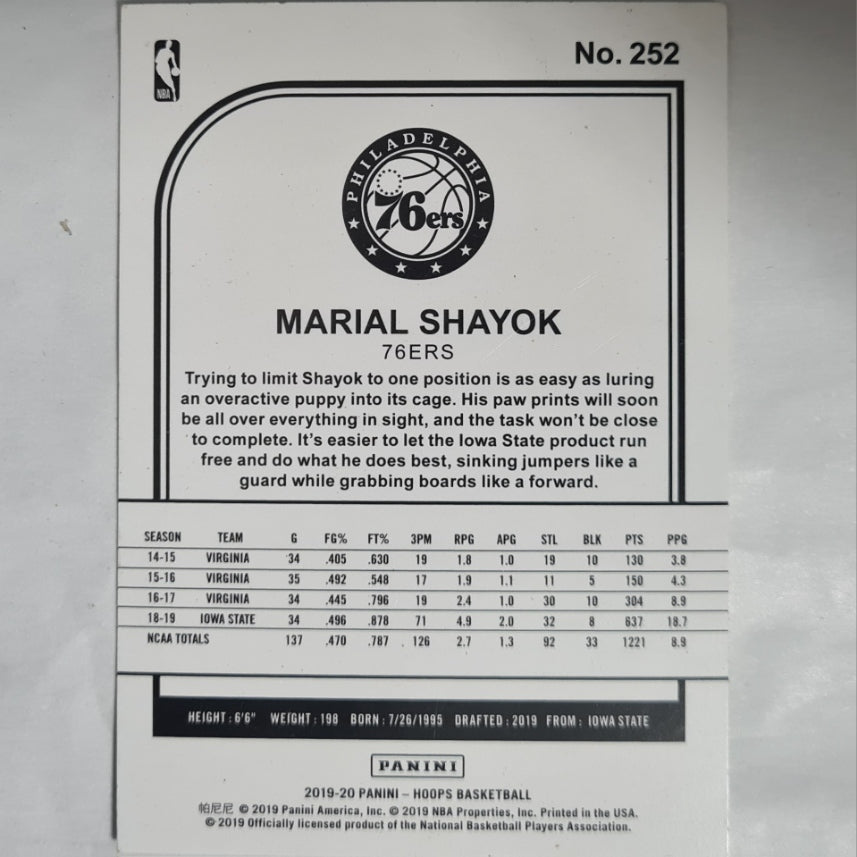 No. 252
NBA
PHILADELPHIA
76ers
MARIAL SHAYOK
76ERS
Trying to limit Shayok to one position is as easy as luring
an overactive puppy into its cage. His paw prints will soon
be all over everything in sight, and the task won't be close
to complete. It's easier to let the Iowa State product run
free and do what he does best, sinking jumpers like a
guard while grabbing boards like a forward.
SEASON TEAM G FG% FT% 3PM RPG APG STL BLK PTS PPG
14-15 VIRGINIA 34 .405 .630 19 1.8 1.0 19 10 130 3.8
15-16 VIRGINIA 35 .492 .548 17 1.9 1.1 11 5 150 4.3
16-17 VIRGINIA 34 .445 .796 19 2.4 1.0 30 10 304 8.9
18-19 IOWA STATE 34 .496 .878 71 4.9 2.0 32 8 637 18.7
NCAA TOTALS 137 .470 .787 126 2.7 1.3 92 33 1221 8.9
HEIGHT: 6'6" WEIGHT: 198 BORN: 7/26/1995 DRAFTED: 2019 FROM: IOWA STATE
PANINI
2019-20 PANINI – HOOPS BASKETBALL
帕尼尼 © 2019 Panini America, Inc. © 2019 NBA Properties, Inc. Printed in the USA.
© 2019 Officially licensed product of the National Basketball Players Association.